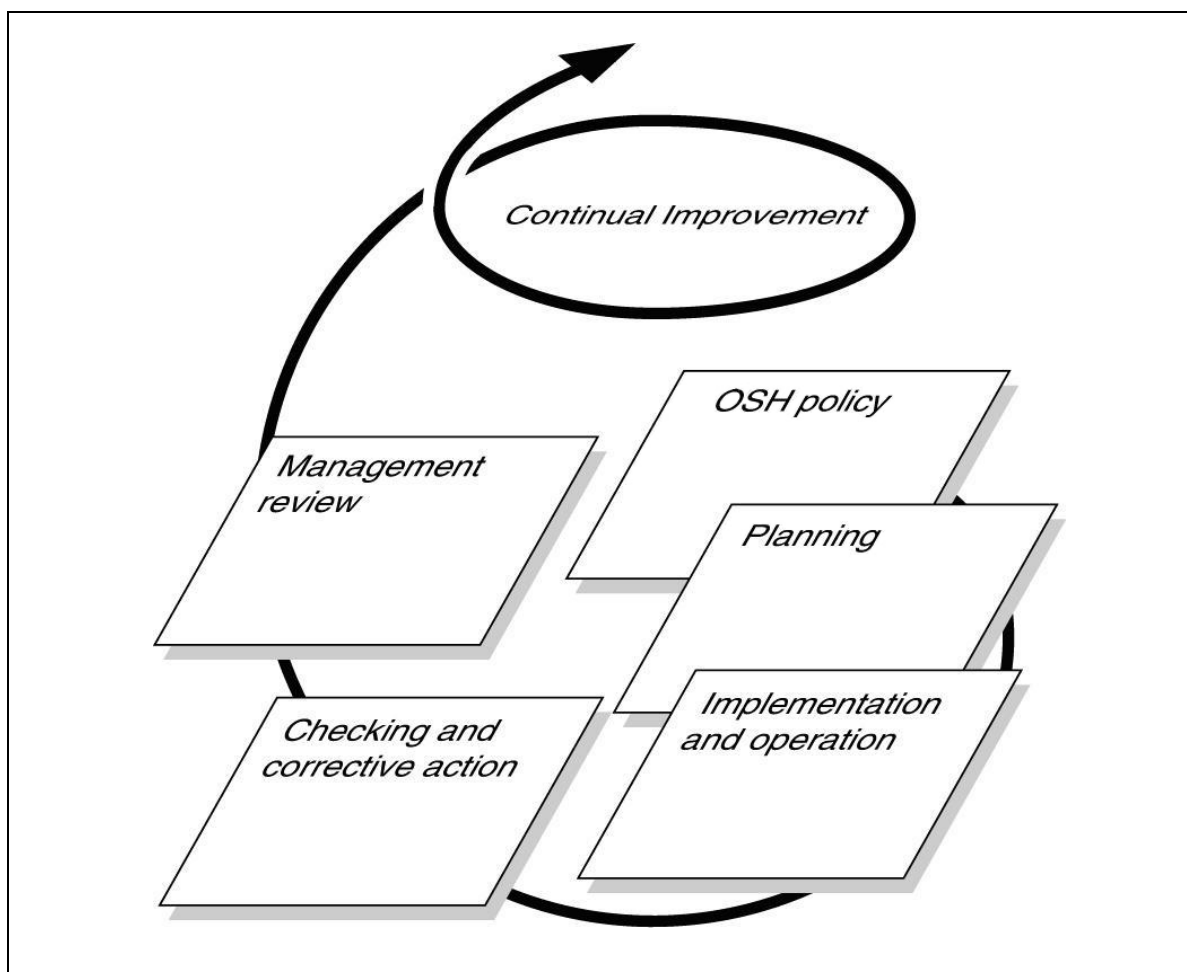 Continual Improvement
OSH policy
Management
review
Planning
Implementation
and operation
Checking and
corrective action